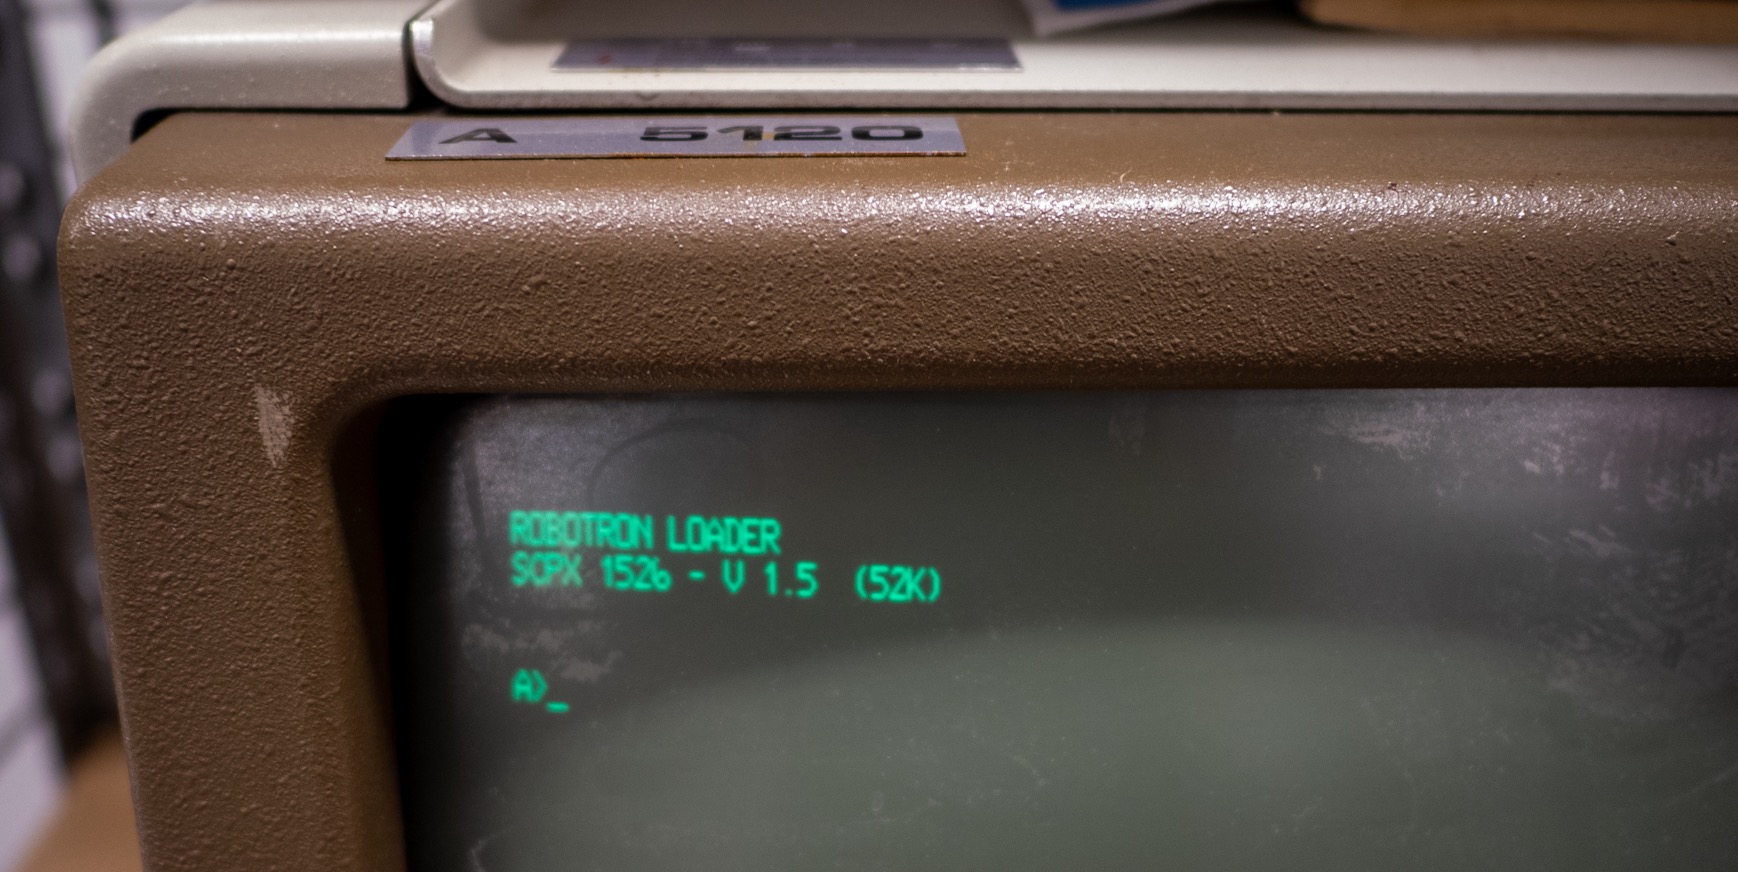 A 5120
ROBOTRON LOADER
SCPX 1526 - V 1.5 (52K)
A>_